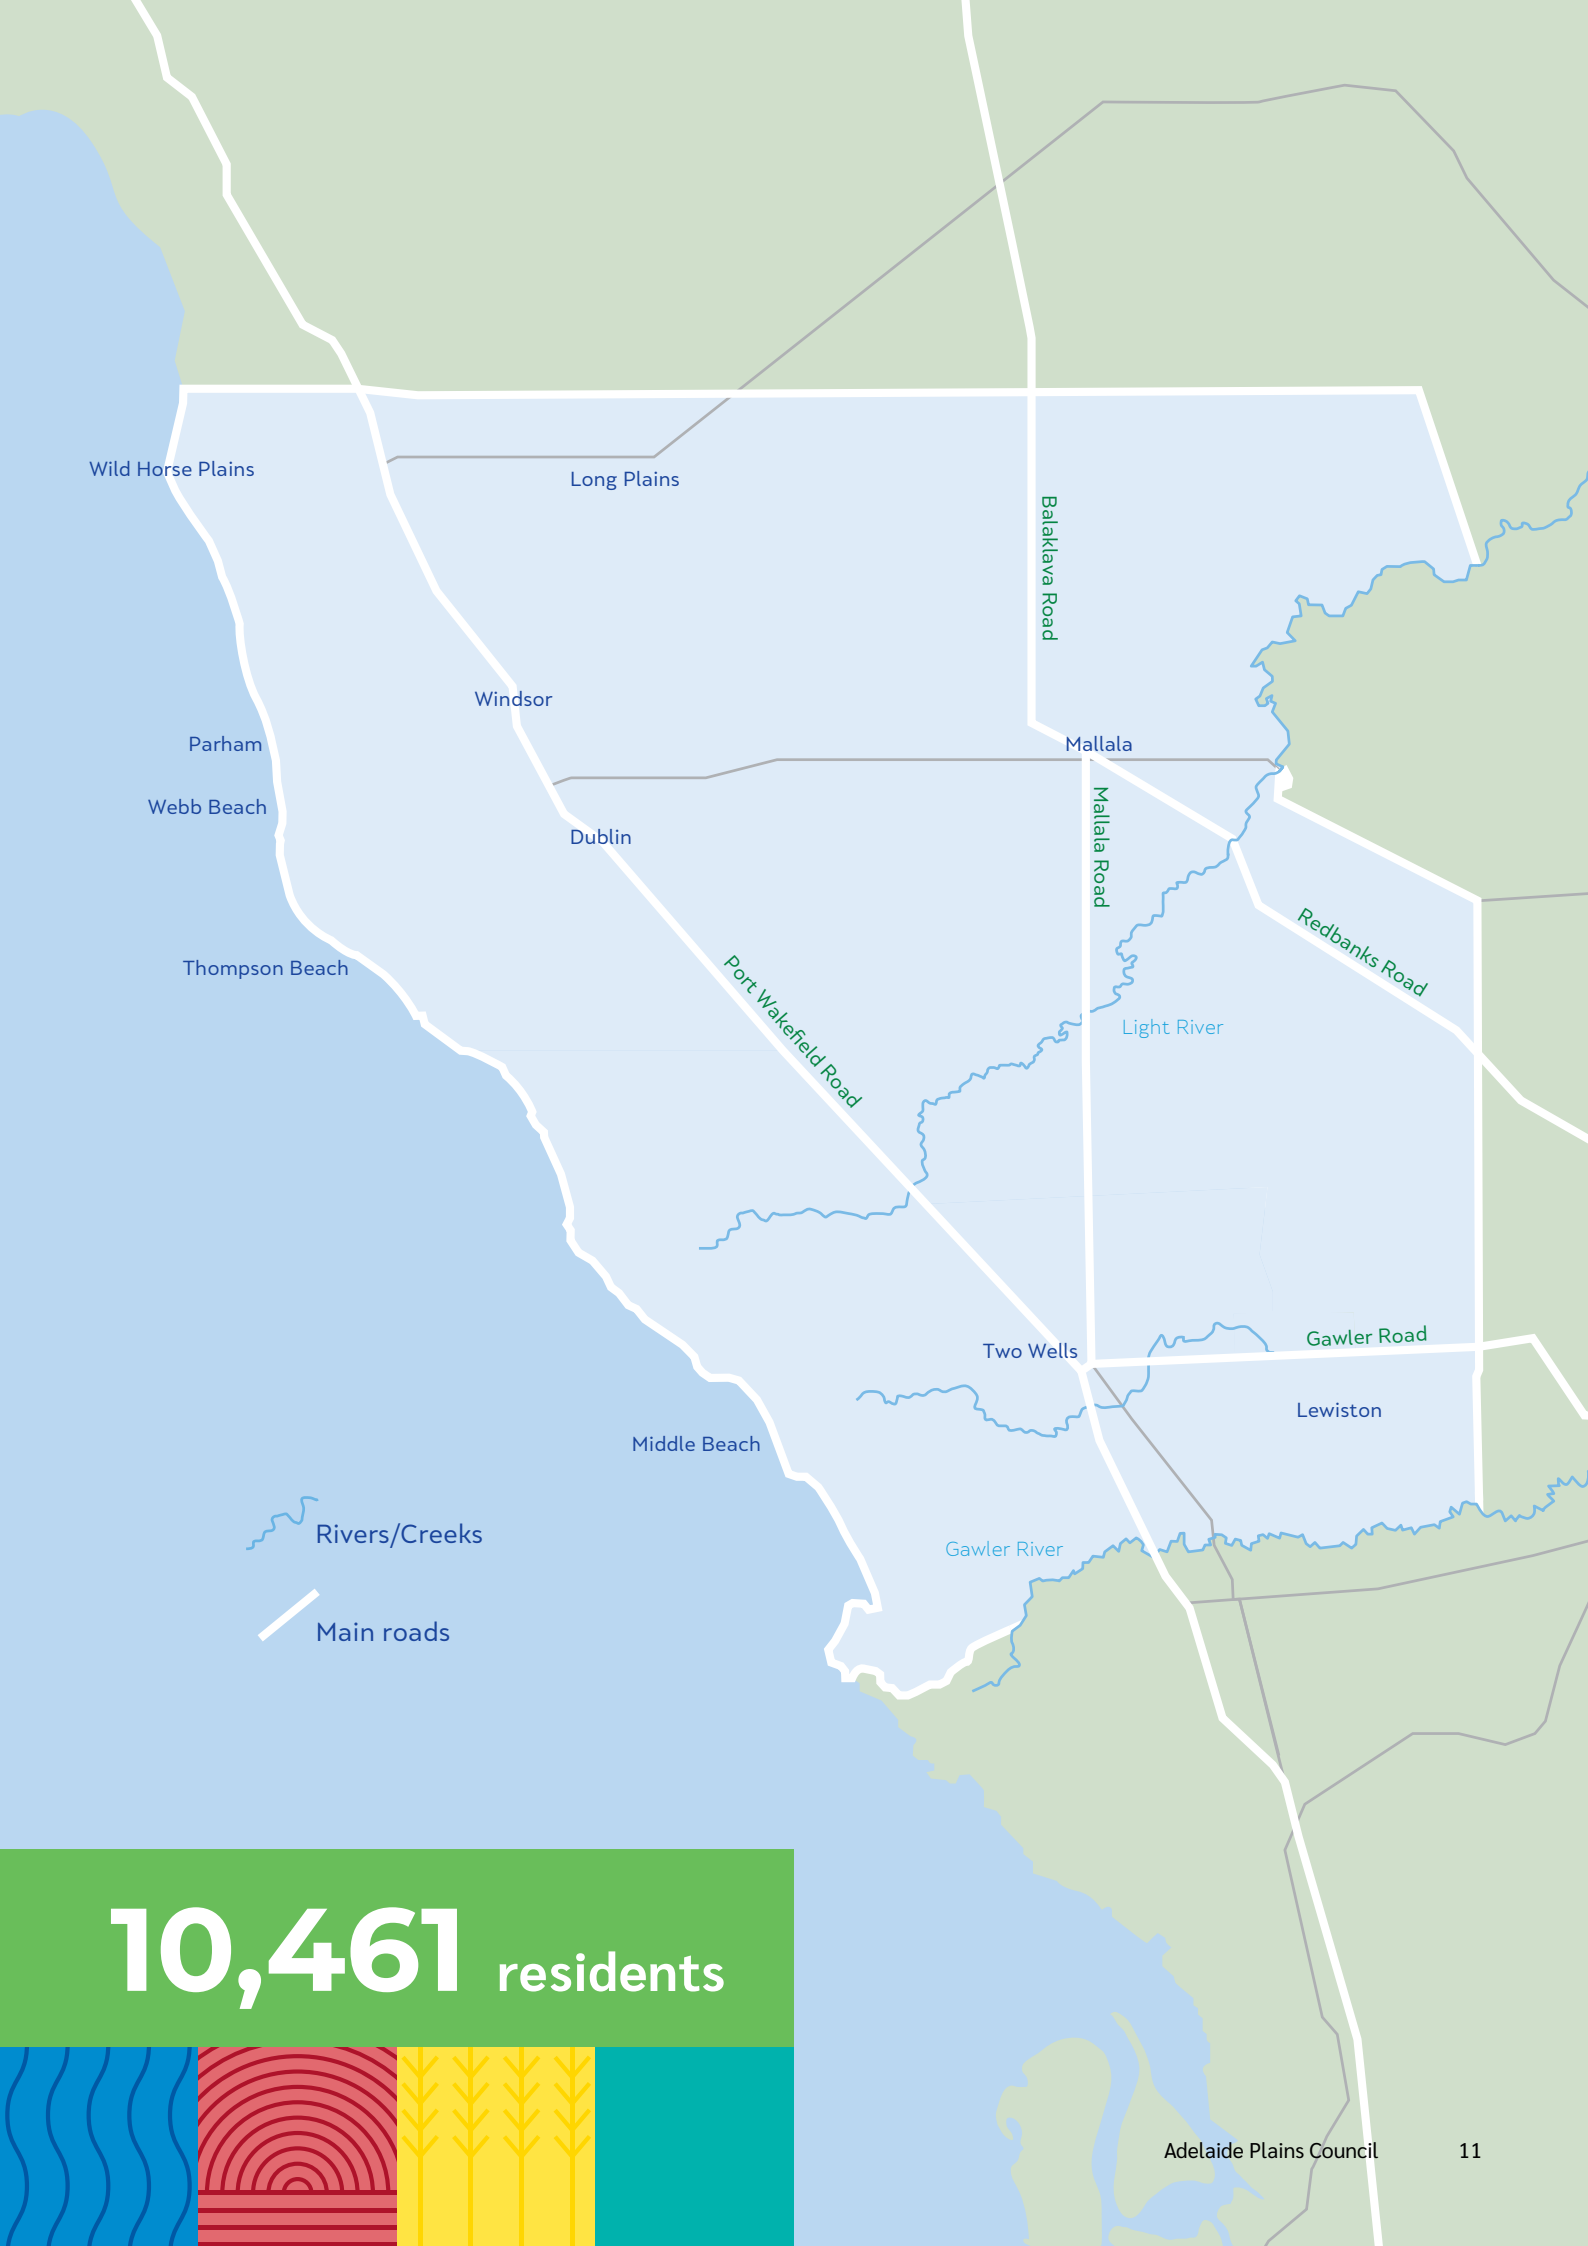 Wild Horse Plains
Long Plains
Balaklava Road
Windsor
Parham
Mallala
Webb Beach
Mallala Road
Dublin
Redbanks Road
Port Wakefield Road
Thompson Beach
Light River
Gawler Road
Two Wells
Lewiston
Middle Beach
Rivers/Creeks
Gawler River
Main roads
10,461 residents
Adelaide Plains Council 11